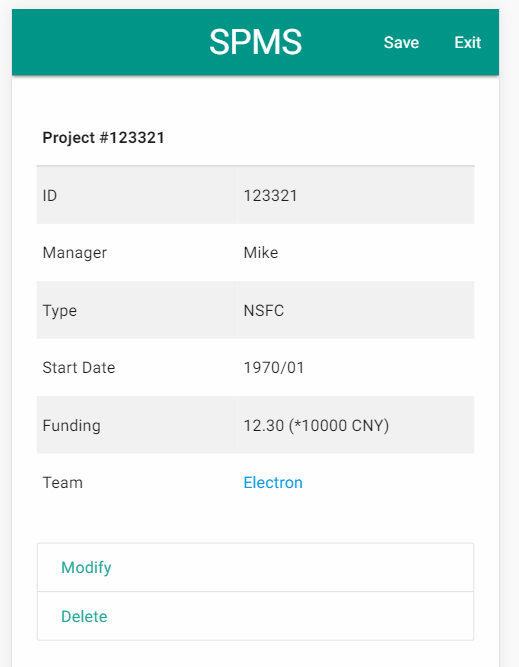 SPMS Save Exit
Project #123321
ID 123321
Manager Mike
Type NSFC
Start Date 1970/01
Funding 12.30 (*10000 CNY)
Team Electron
Modify
Delete